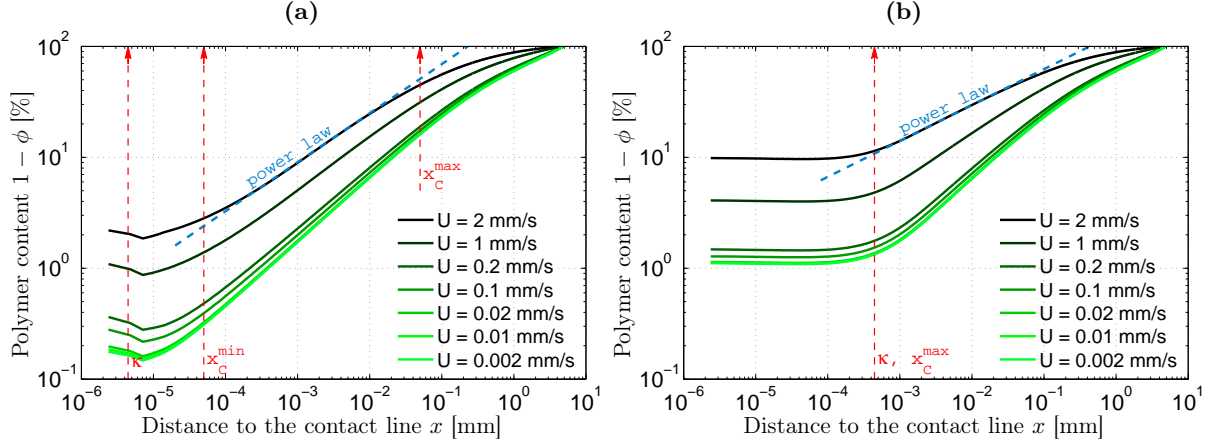 (a)
Polymer content 1 − ϕ [%]
10^2
10^1
10^0
10^−1
power law
x_C^max
κ
x_C^min
U = 2 mm/s
U = 1 mm/s
U = 0.2 mm/s
U = 0.1 mm/s
U = 0.02 mm/s
U = 0.01 mm/s
U = 0.002 mm/s
10^−6 10^−5 10^−4 10^−3 10^−2 10^−1 10^0 10^1
Distance to the contact line x [mm]
(b)
Polymer content 1 − ϕ [%]
10^2
10^1
10^0
10^−1
power law
κ, x_C^max
U = 2 mm/s
U = 1 mm/s
U = 0.2 mm/s
U = 0.1 mm/s
U = 0.02 mm/s
U = 0.01 mm/s
U = 0.002 mm/s
10^−6 10^−5 10^−4 10^−3 10^−2 10^−1 10^0 10^1
Distance to the contact line x [mm]